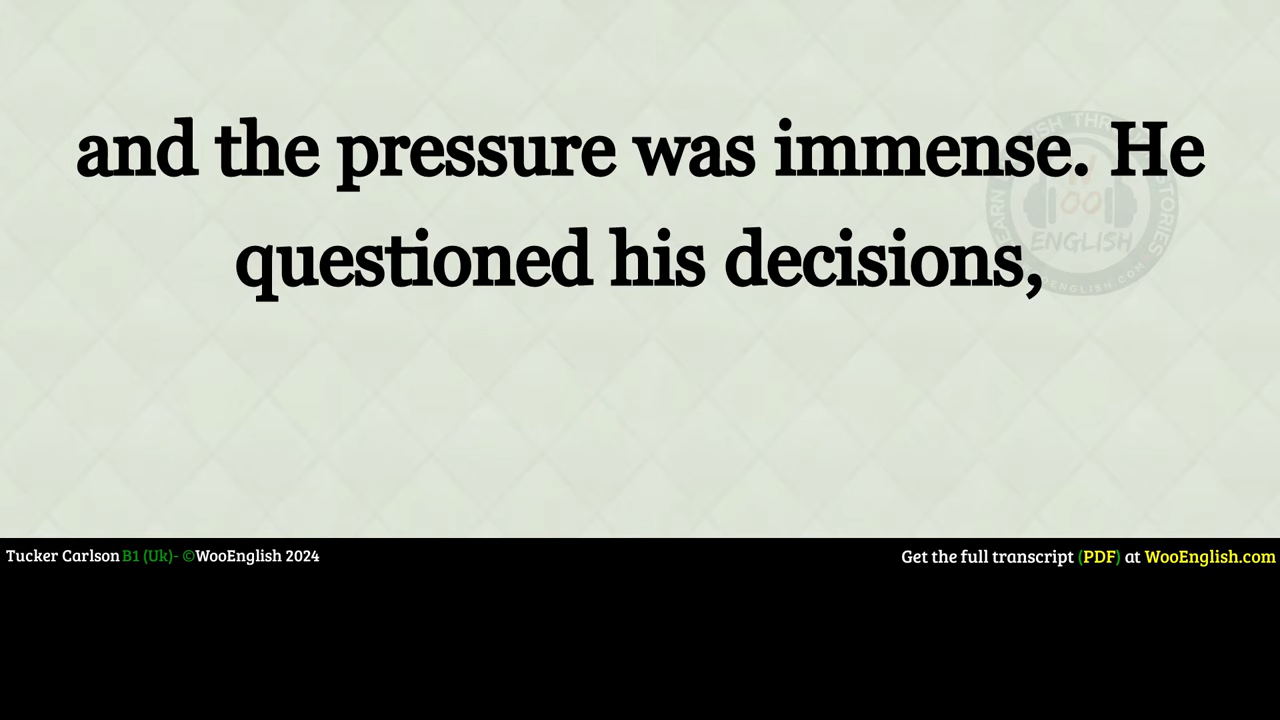 and the pressure was immense. He
questioned his decisions,
ENGLISH
Tucker Carlson B1 (Uk)- ©WooEnglish 2024
Get the full transcript (PDF) at WooEnglish.com